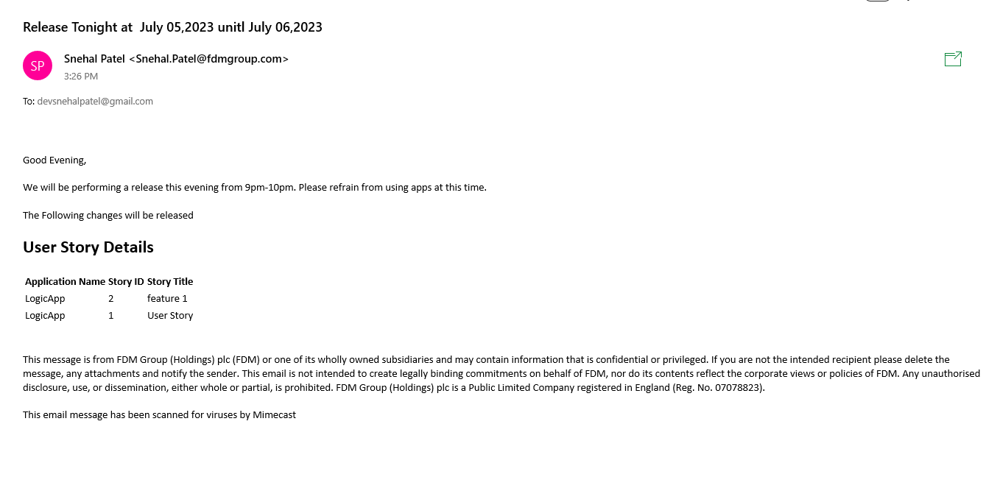 Release Tonight at  July 05,2023 unitl July 06,2023
SP
Snehal Patel <Snehal.Patel@fdmgroup.com>
3:26 PM
To: devsnehalpatel@gmail.com
Good Evening,
We will be performing a release this evening from 9pm-10pm. Please refrain from using apps at this time.
The Following changes will be released
User Story Details
Application Name Story ID Story Title
LogicApp 2 feature 1
LogicApp 1 User Story
This message is from FDM Group (Holdings) plc (FDM) or one of its wholly owned subsidiaries and may contain information that is confidential or privileged. If you are not the intended recipient please delete the
message, any attachments and notify the sender. This email is not intended to create legally binding commitments on behalf of FDM, nor do its contents reflect the corporate views or policies of FDM. Any unauthorised
disclosure, use, or dissemination, either whole or partial, is prohibited. FDM Group (Holdings) plc is a Public Limited Company registered in England (Reg. No. 07078823).
This email message has been scanned for viruses by Mimecast